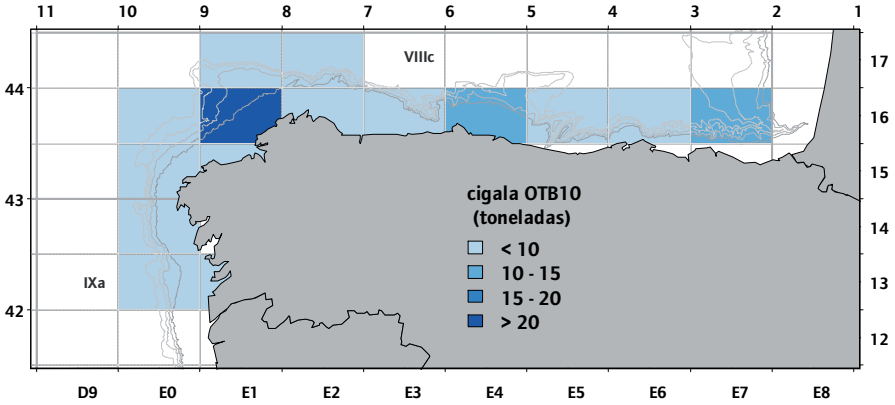 11 10 9 8 7 6 5 4 3 2 1
VIIIc
17
44
16
15
43
cigala OTB10
(toneladas)
14
< 10
10 - 15
IXa
13
15 - 20
42
> 20
12
D9 E0 E1 E2 E3 E4 E5 E6 E7 E8